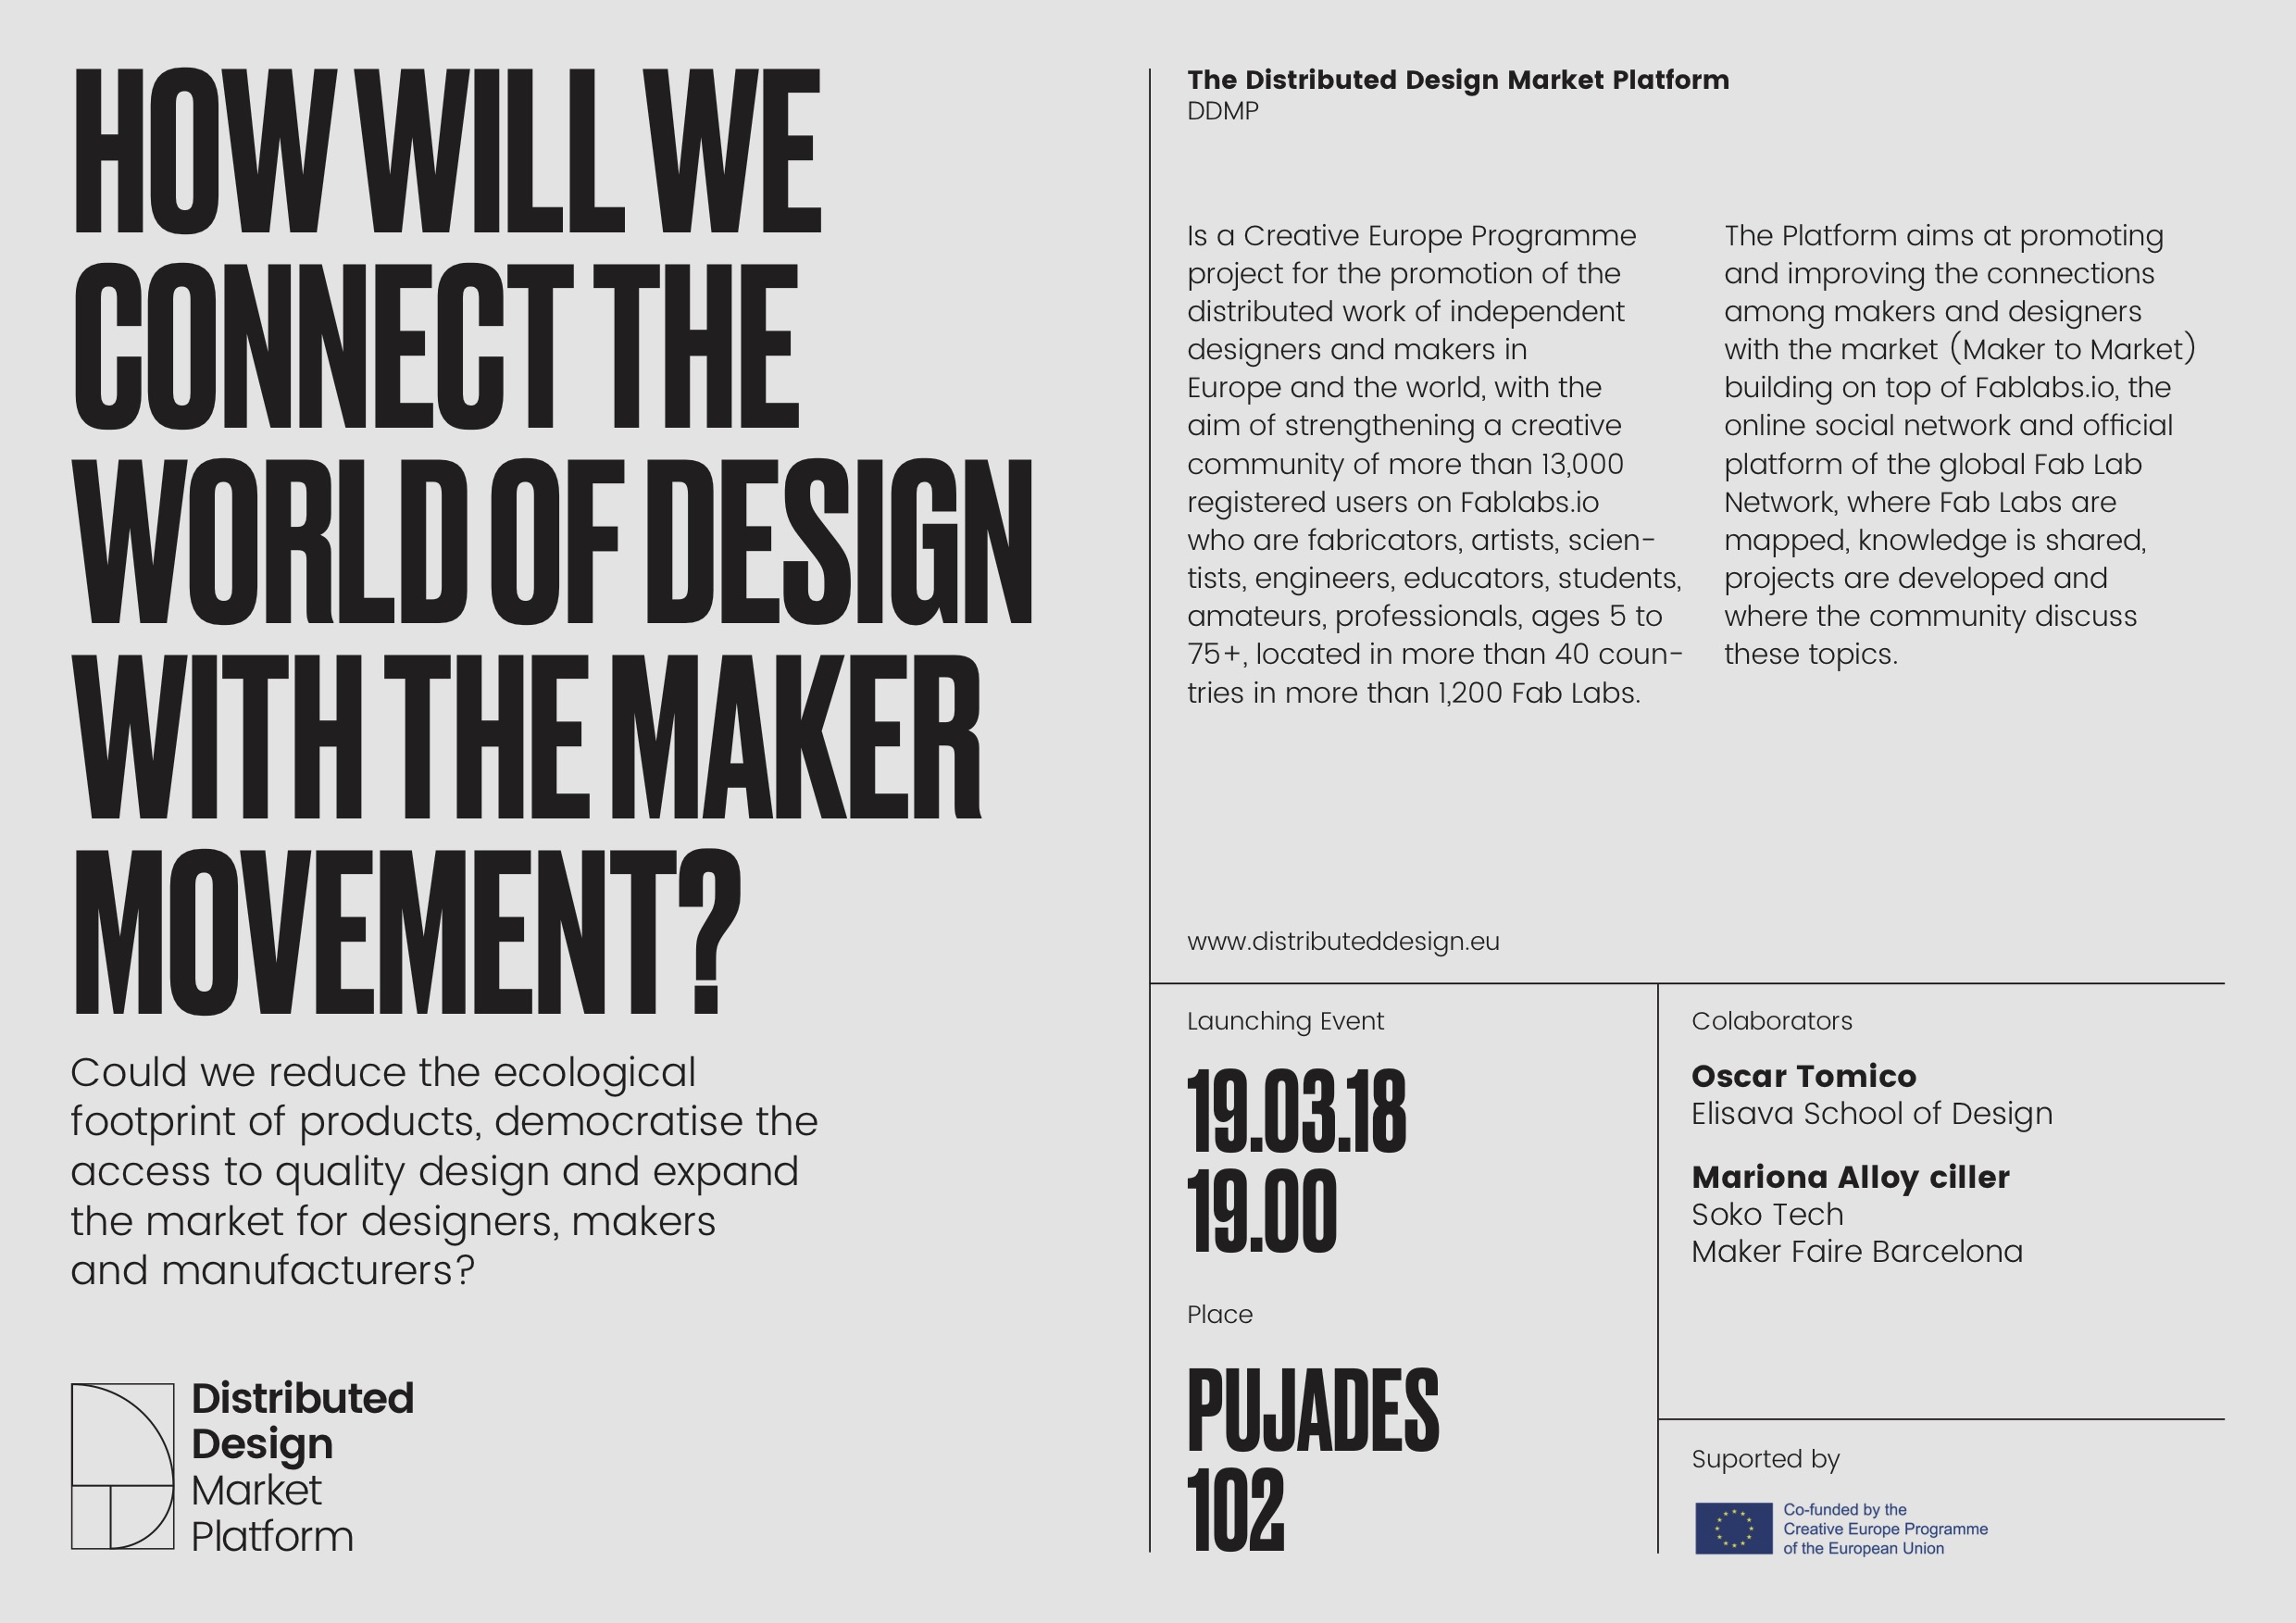 HOW WILL WE
CONNECT THE
WORLD OF DESIGN
WITH THE MAKER
MOVEMENT?
Could we reduce the ecological
footprint of products, democratise the
access to quality design and expand
the market for designers, makers
and manufacturers?
Distributed
Design
Market
Platform
The Distributed Design Market Platform
DDMP
Is a Creative Europe Programme
project for the promotion of the
distributed work of independent
designers and makers in
Europe and the world, with the
aim of strengthening a creative
community of more than 13,000
registered users on Fablabs.io
who are fabricators, artists, scien-
tists, engineers, educators, students,
amateurs, professionals, ages 5 to
75+, located in more than 40 coun-
tries in more than 1,200 Fab Labs.
The Platform aims at promoting
and improving the connections
among makers and designers
with the market (Maker to Market)
building on top of Fablabs.io, the
online social network and official
platform of the global Fab Lab
Network, where Fab Labs are
mapped, knowledge is shared,
projects are developed and
where the community discuss
these topics.
www.distributeddesign.eu
Launching Event
19.03.18
19.00
Place
PUJADES
102
Colaborators
Oscar Tomico
Elisava School of Design
Mariona Alloy ciller
Soko Tech
Maker Faire Barcelona
Suported by
Co-funded by the
Creative Europe Programme
of the European Union